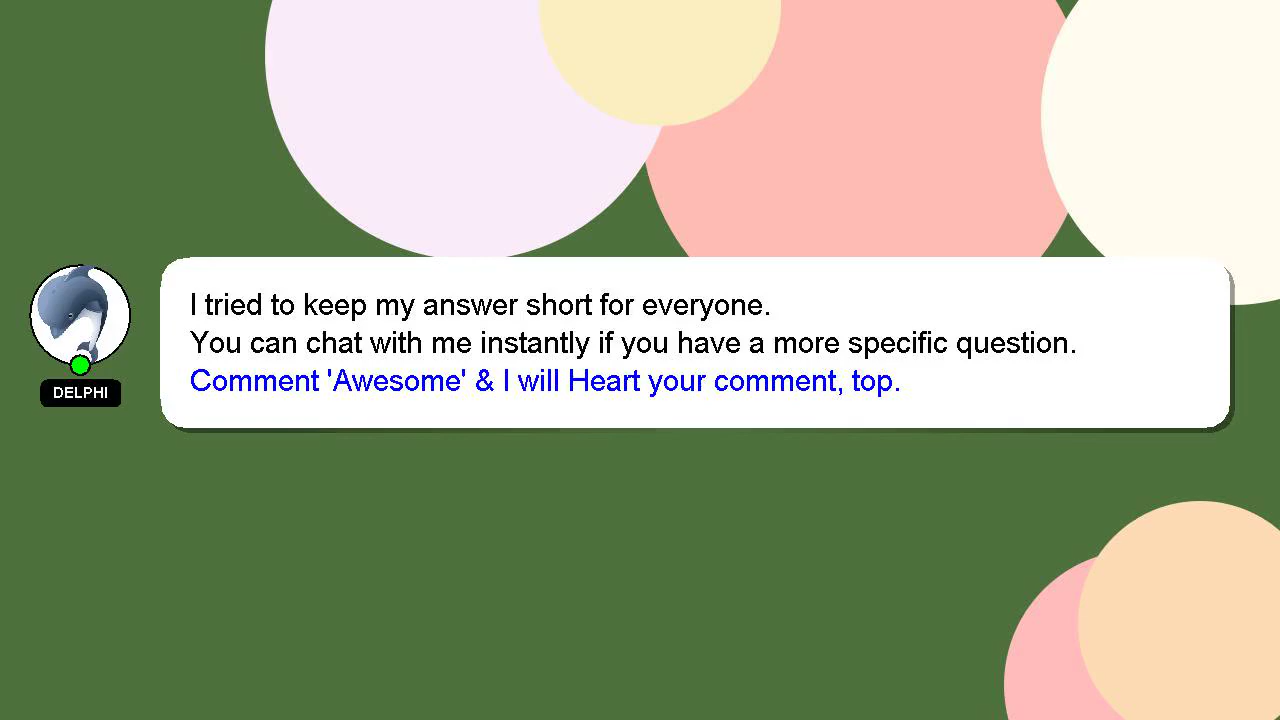 I tried to keep my answer short for everyone.
You can chat with me instantly if you have a more specific question.
Comment 'Awesome' & I will Heart your comment, top.
DELPHI